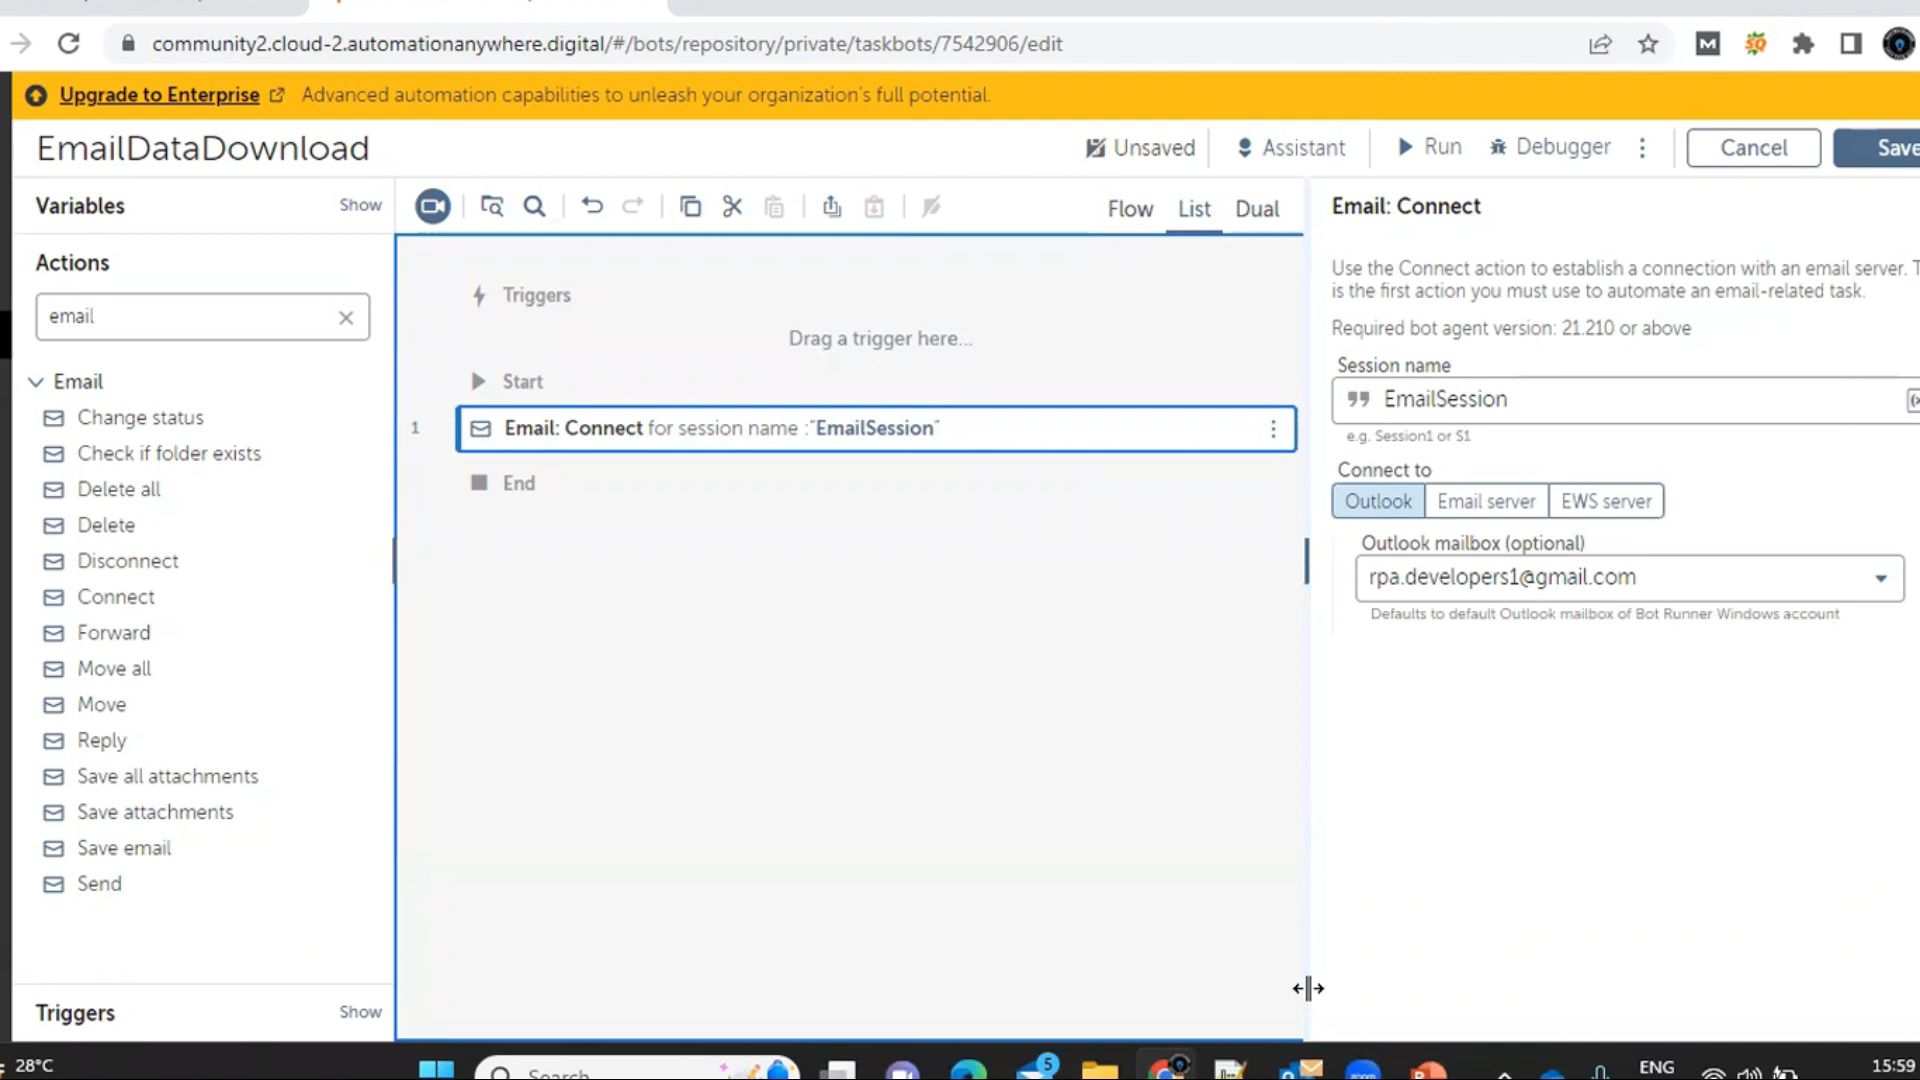 community2.cloud-2.automationanywhere.digital/#/bots/repository/private/taskbots/7542906/edit
Upgrade to Enterprise Advanced automation capabilities to unleash your organization's full potential.
EmailDataDownload
Unsaved Assistant Run Debugger Cancel Save
Variables Show
Flow List Dual
Actions
email
Email
Change status
Check if folder exists
Delete all
Delete
Disconnect
Connect
Forward
Move all
Move
Reply
Save all attachments
Save attachments
Save email
Send
Triggers Show
Triggers
Drag a trigger here...
Start
1 Email: Connect for session name :"EmailSession"
End
Email: Connect
Use the Connect action to establish a connection with an email server. T
is the first action you must use to automate an email-related task.
Required bot agent version: 21.210 or above
Session name
EmailSession
e.g. Session1 or S1
Connect to
Outlook Email server EWS server
Outlook mailbox (optional)
rpa.developers1@gmail.com
Defaults to default Outlook mailbox of Bot Runner Windows account
28°C
Search
5
zoom
ENG
15:59